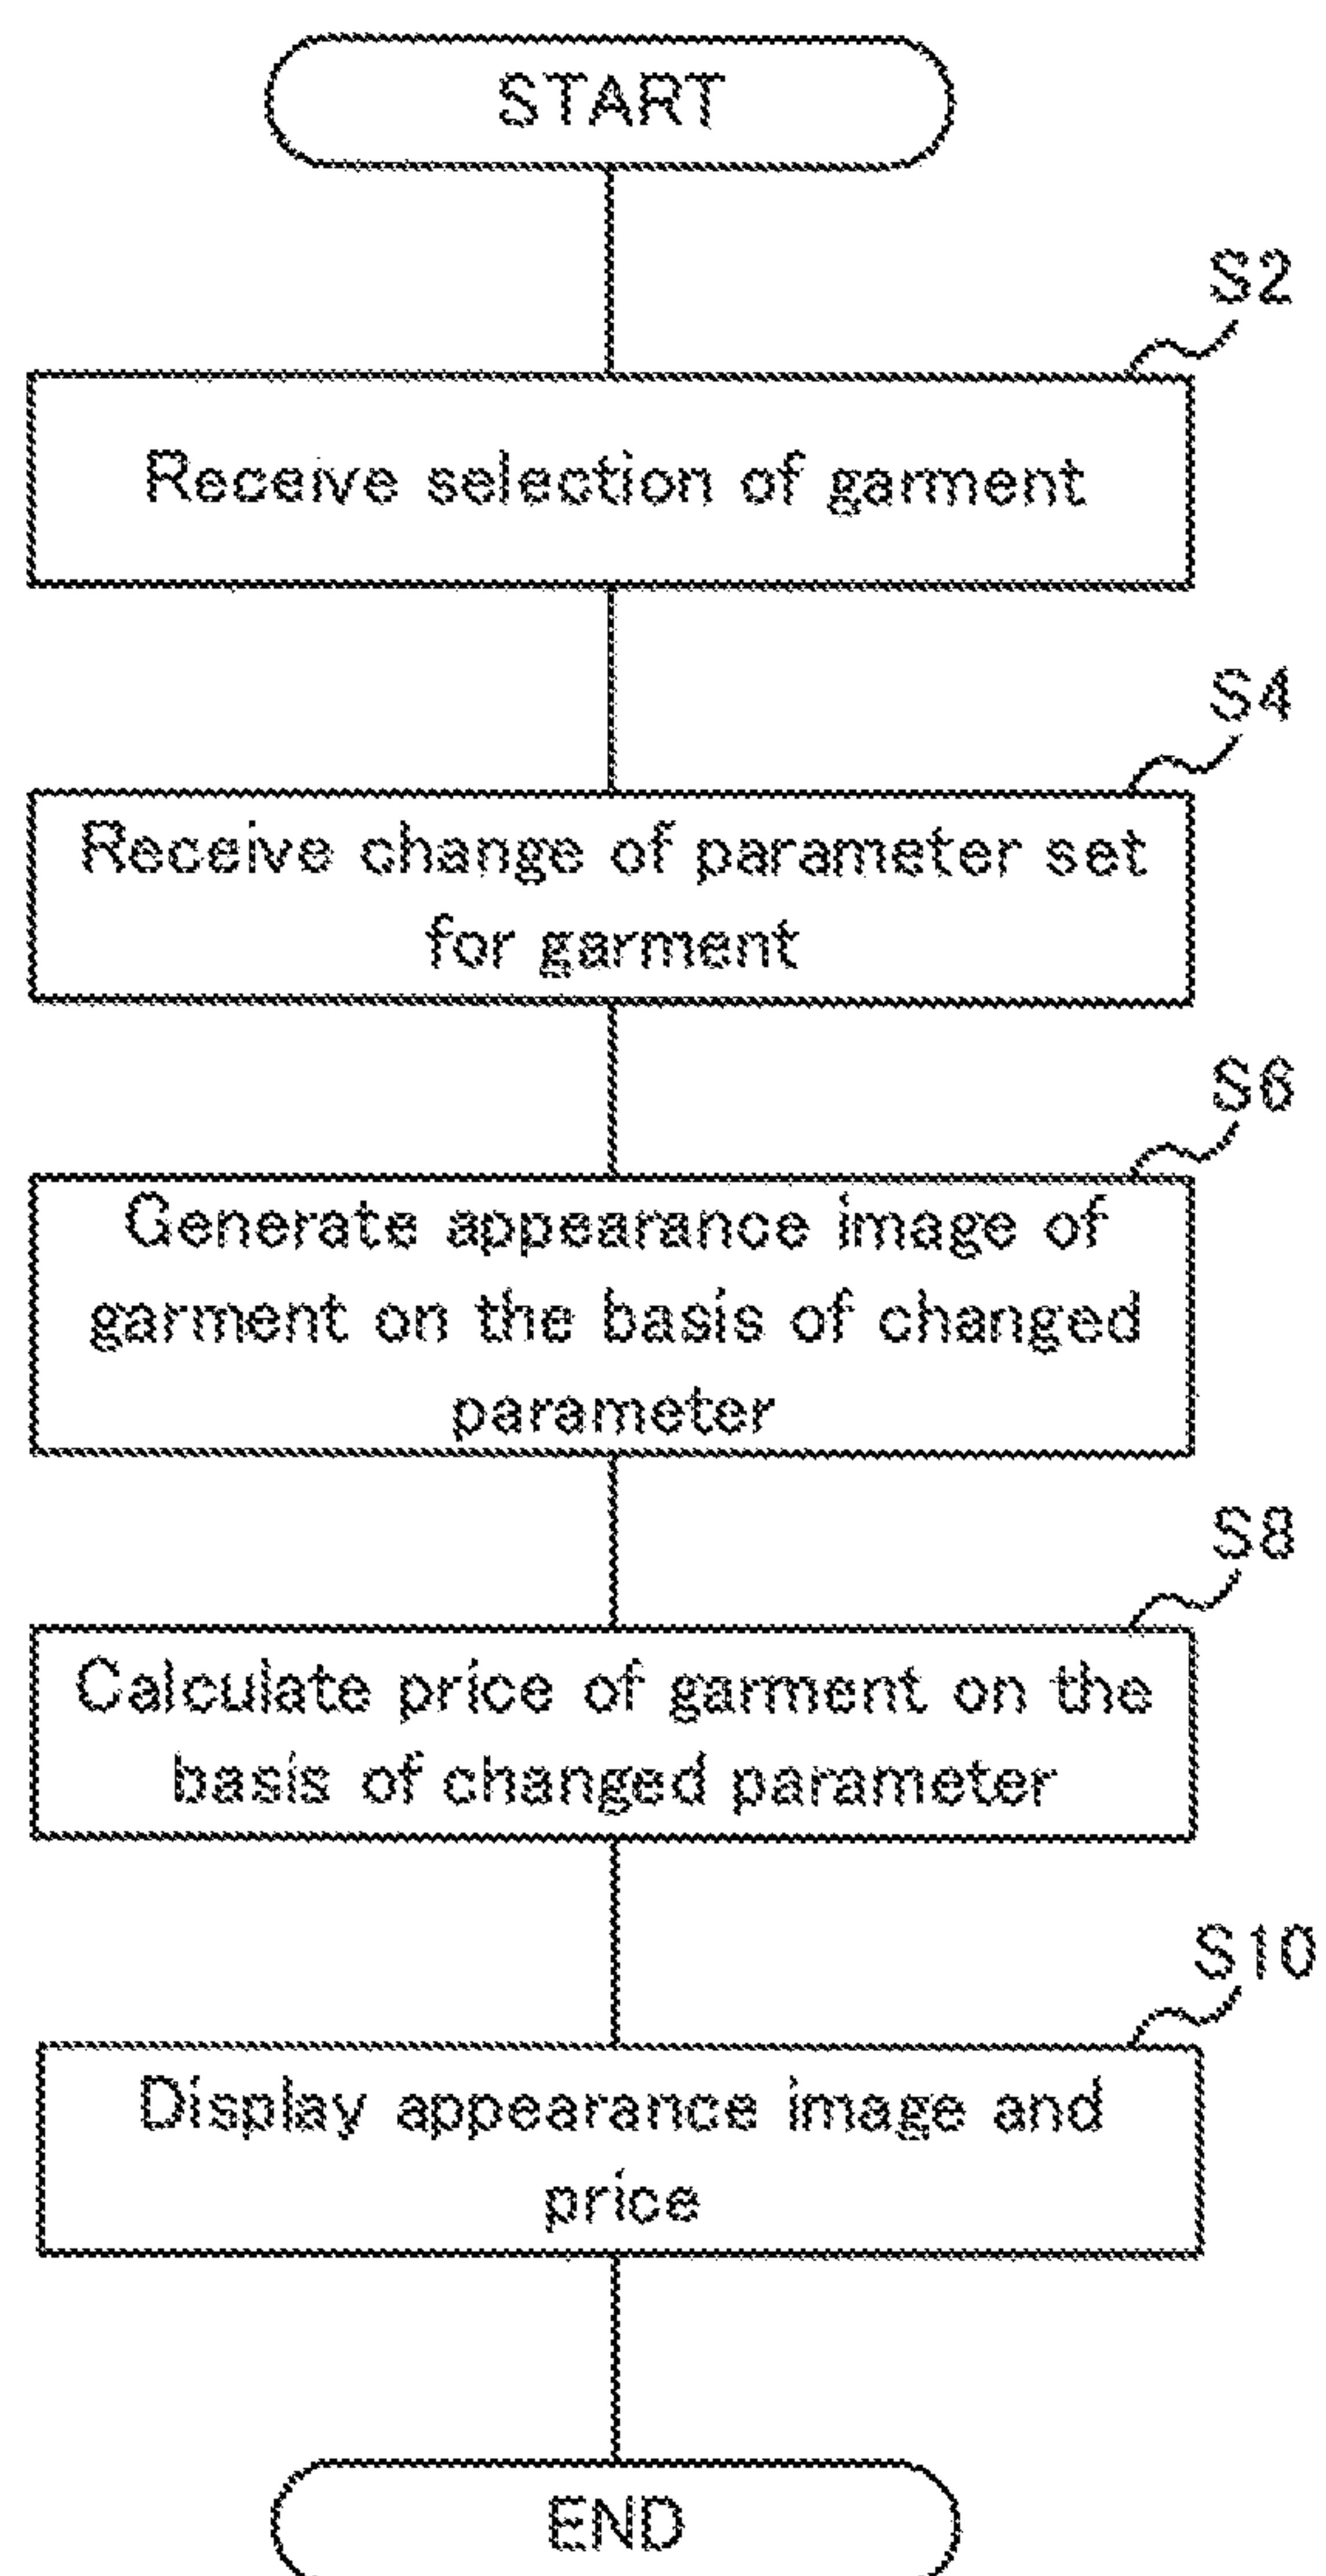 START
S2
Receive selection of garment
S4
Receive change of parameter set
for garment
S6
Generate appearance image of
garment on the basis of changed
parameter
S8
Calculate price of garment on the
basis of changed parameter
S10
Display appearance image and
price
END